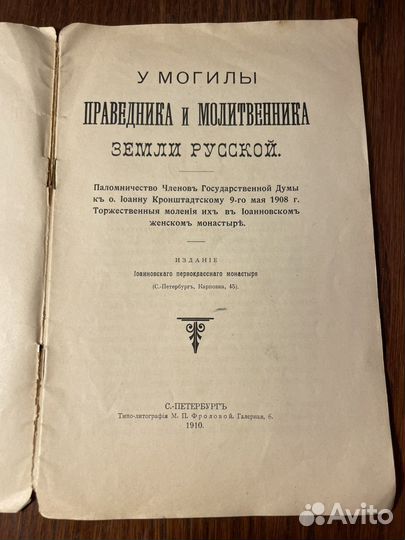 У МОГИЛЫ
ПРАВЕДНИКА и МОЛИТВЕННИКА
ЗЕМЛИ РУССКОЙ.
Паломничество Членовъ Государственной Думы
къ о. Іоанну Кронштадтскому 9-го мая 1908 г.
Торжественныя моленія ихъ въ Іоанновскомъ
женскомъ монастырѣ.
ИЗДАНІЕ
Іоанновскаго первокласснаго монастыря
(С.-Петербургъ, Карповка, 45).
С.-ПЕТЕРБУРГЪ
Типо-литографія М. П. Фроловой. Галерная, 6.
1910.
Avito